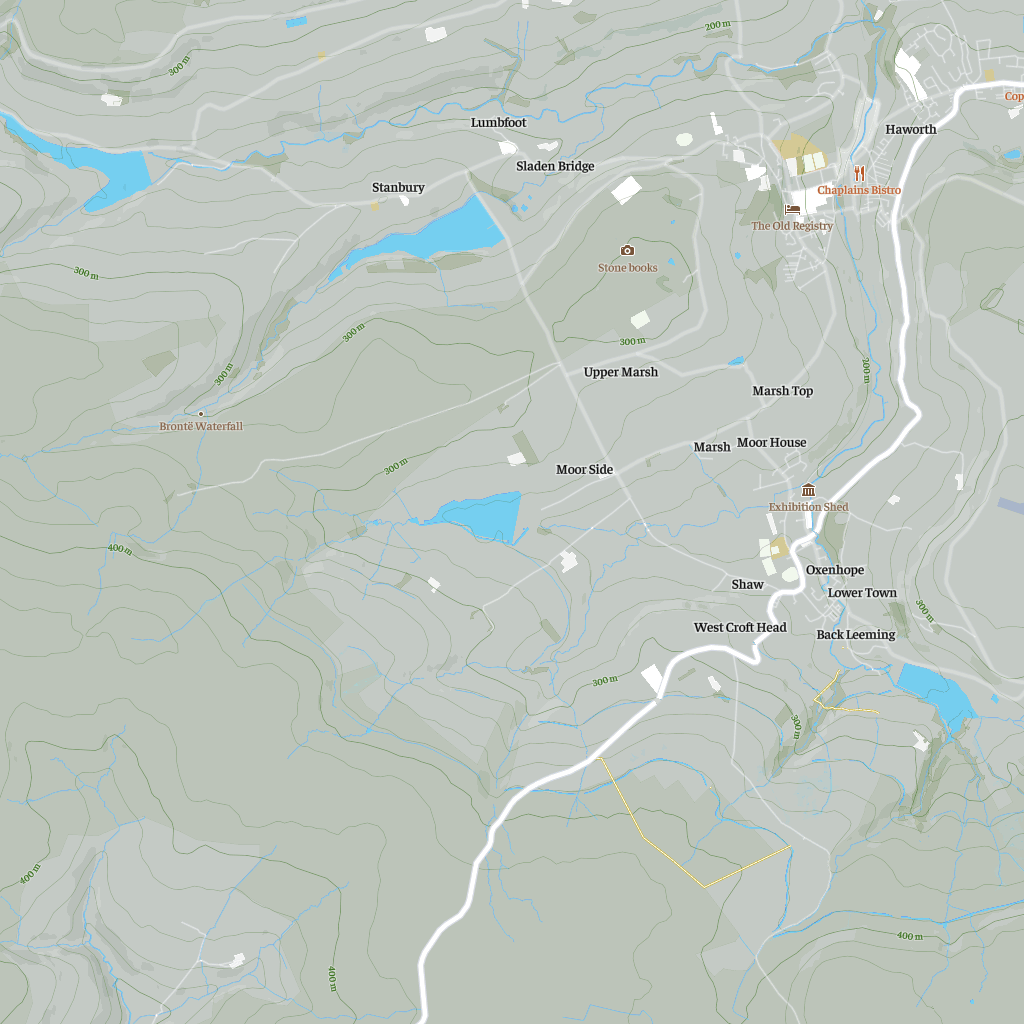 200 m
300 m
Cop
Lumbfoot
Haworth
Sladen Bridge
Stanbury
Chaplains Bistro
The Old Registry
Stone books
300 m
300 m
300 m
Upper Marsh
300 m
200 m
Marsh Top
Brontë Waterfall
Marsh
Moor House
300 m
Moor Side
Exhibition Shed
400 m
Oxenhope
Shaw
Lower Town
300 m
West Croft Head
Back Leeming
300 m
300 m
400 m
400 m
400 m